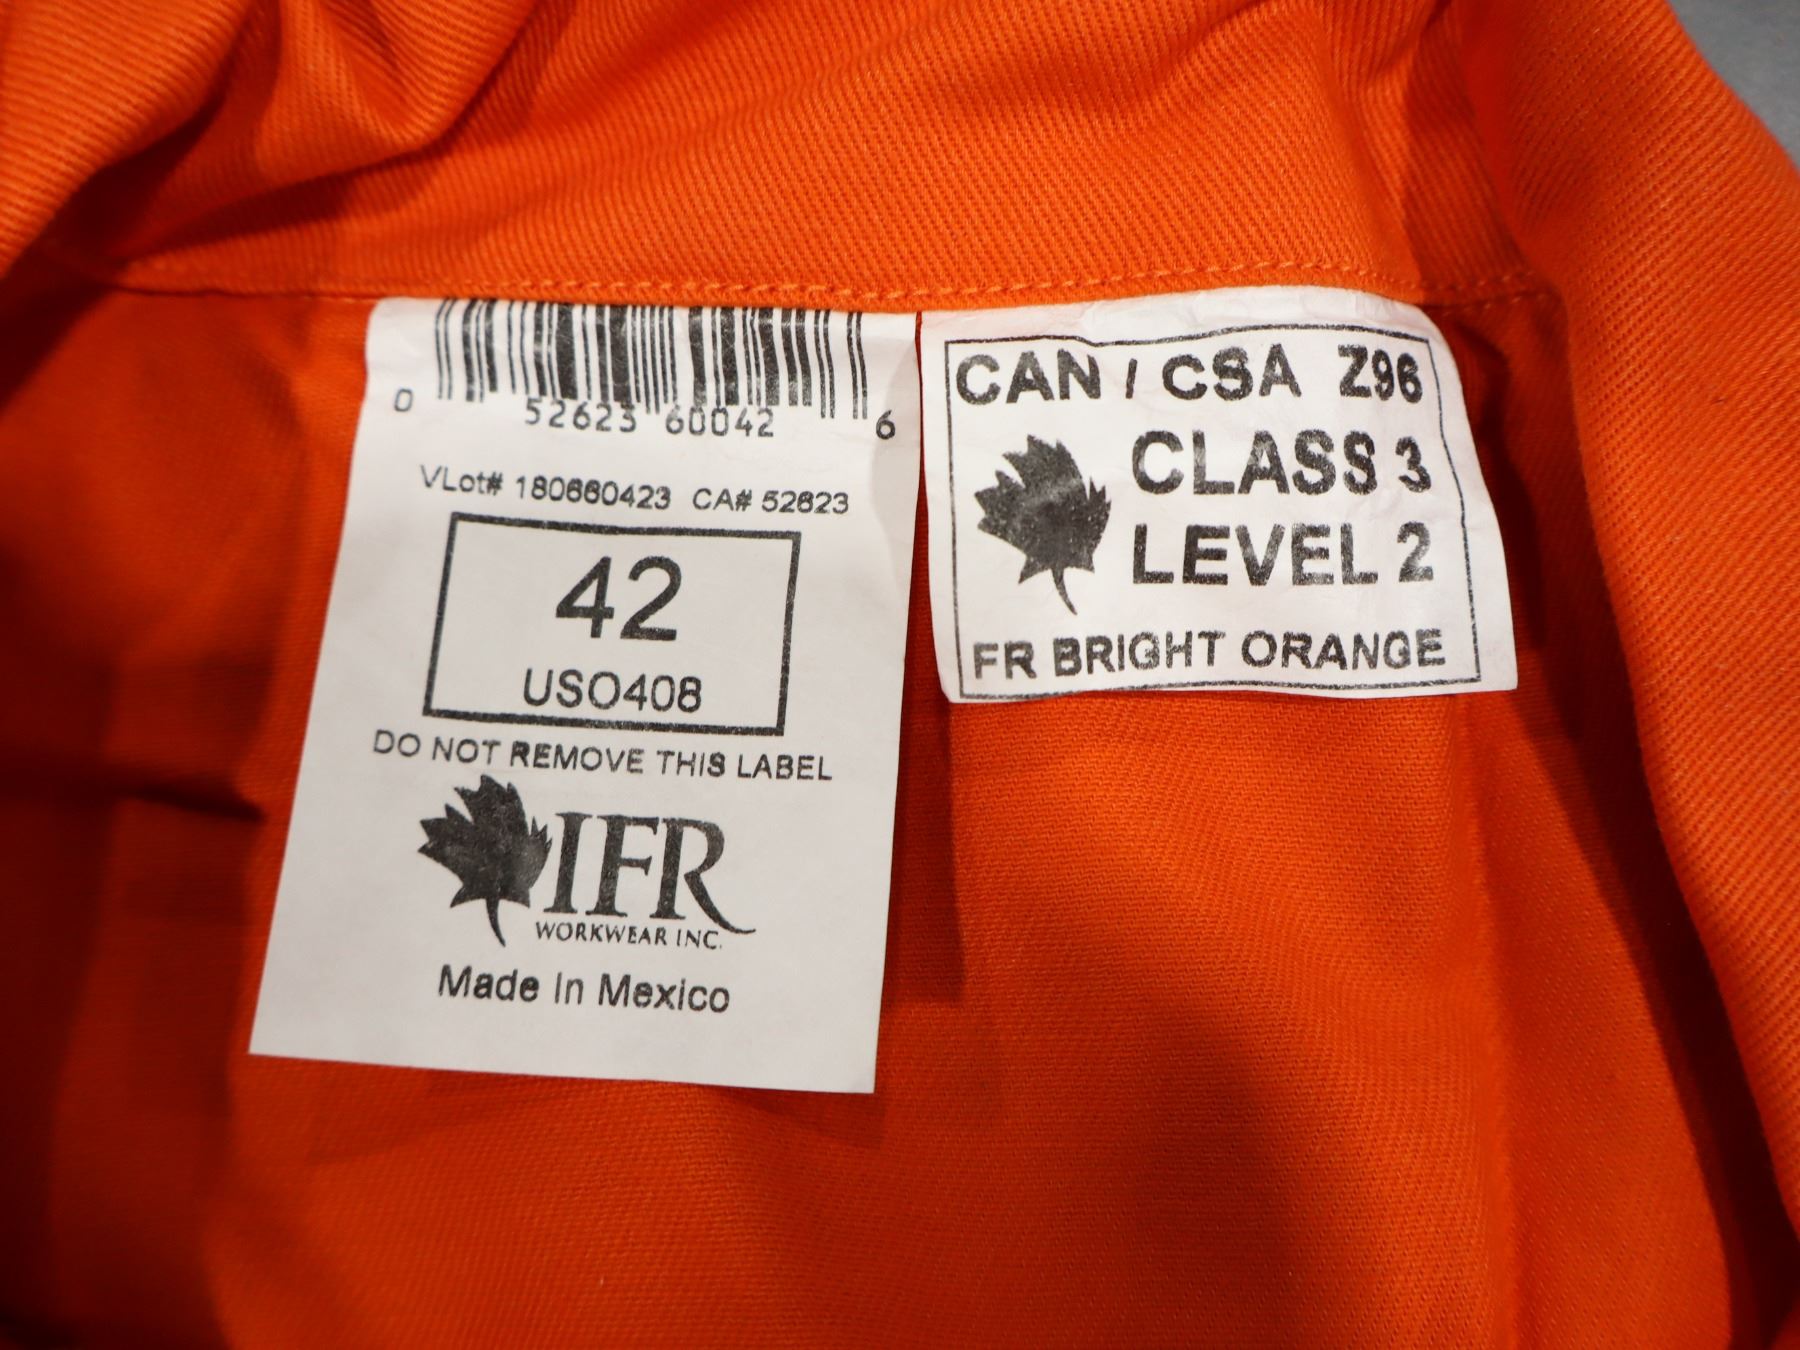 0 52623 60042 6
VLot# 180660423 CA# 52623
42
USO408
DO NOT REMOVE THIS LABEL
IFR
WORKWEAR INC.
Made In Mexico
CAN / CSA Z96
CLASS 3
LEVEL 2
FR BRIGHT ORANGE